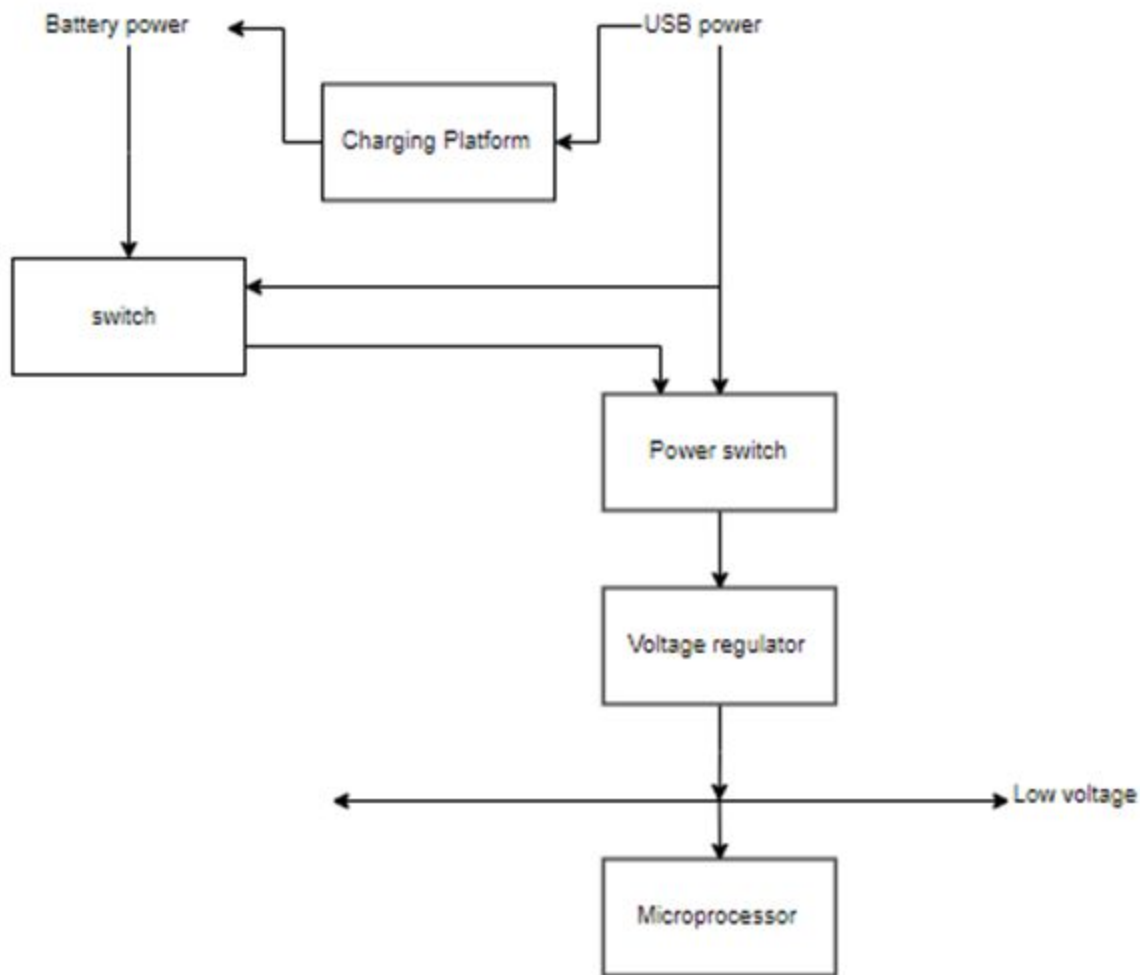 Battery power
USB power
Charging Platform
switch
Power switch
Voltage regulator
Low voltage
Microprocessor